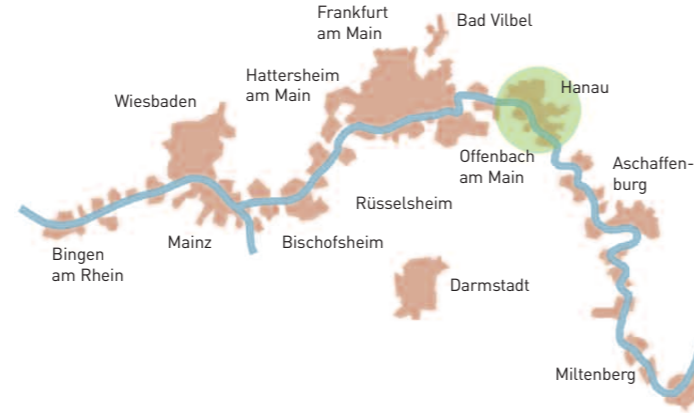 Frankfurt
am Main
Bad Vilbel
Hattersheim
am Main
Hanau
Wiesbaden
Offenbach
am Main
Aschaffen-
burg
Rüsselsheim
Mainz
Bischofsheim
Bingen
am Rhein
Darmstadt
Miltenberg